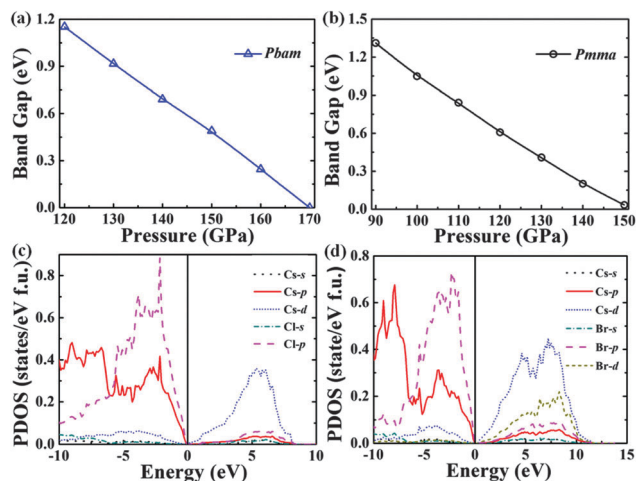 (a)
Pbam
Band Gap (eV)
1.2
0.9
0.6
0.3
0.0
120 130 140 150 160 170
Pressure (GPa)
(b)
Pmma
Band Gap (eV)
1.5
1.2
0.9
0.6
0.3
0.0
90 100 110 120 130 140 150
Pressure (GPa)
(c)
Cs-s
Cs-p
Cs-d
Cl-s
Cl-p
PDOS (states/eV f.u.)
0.8
0.6
0.4
0.2
0.0
-10 -5 0 5 10
Energy (eV)
(d)
Cs-s
Cs-p
Cs-d
Br-s
Br-p
Br-d
PDOS (state/eV f.u.)
0.8
0.6
0.4
0.2
0.0
-10 -5 0 5 10 15
Energy (eV)